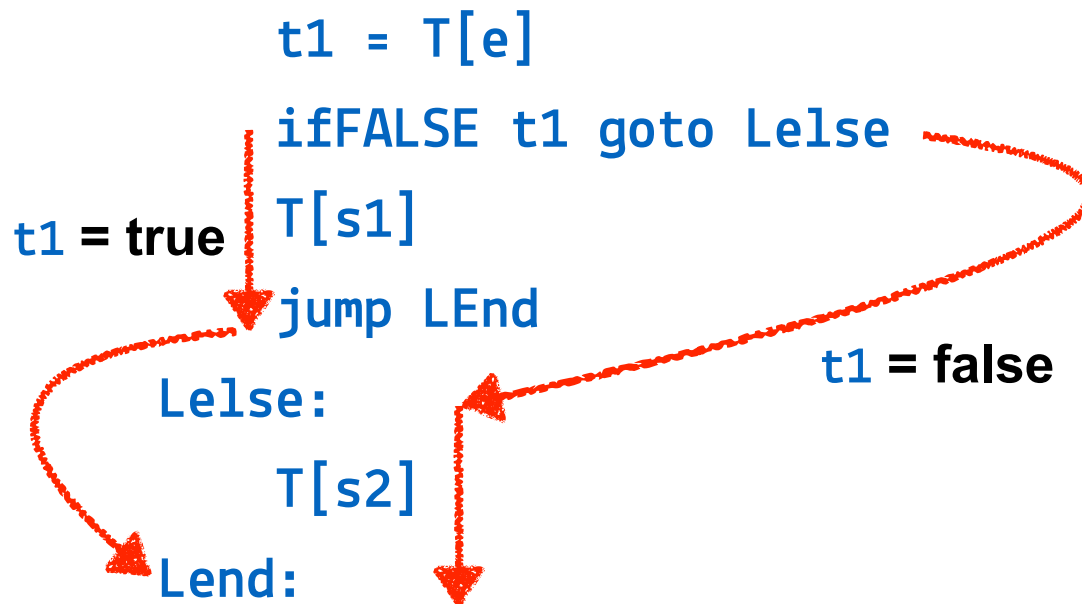 t1 = T[e]
ifFALSE t1 goto Lelse
T[s1]
t1 = true
jump LEnd
t1 = false
Lelse:
T[s2]
Lend: